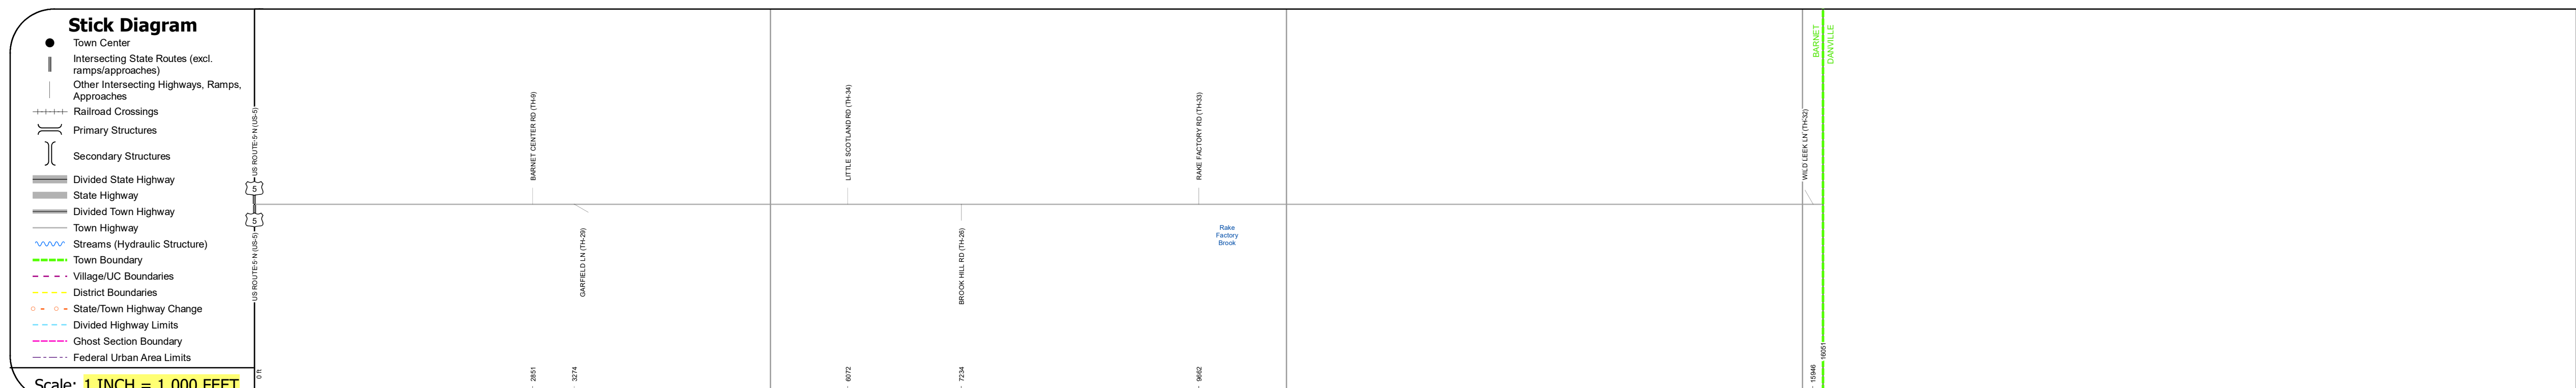 Stick Diagram
Town Center
Intersecting State Routes (excl.
ramps/approaches)
Other Intersecting Highways, Ramps,
Approaches
Railroad Crossings
Primary Structures
Secondary Structures
Divided State Highway
State Highway
Divided Town Highway
Town Highway
Streams (Hydraulic Structure)
Town Boundary
Village/UC Boundaries
District Boundaries
State/Town Highway Change
Divided Highway Limits
Ghost Section Boundary
Federal Urban Area Limits
Scale: 1 INCH = 1,000 FEET
US ROUTE-5-N (US-5)
5
5
US ROUTE-5-N (US-5)
0 ft
BARNET CENTER RD (TH-9)
2851
GARFIELD LN (TH-29)
3274
LITTLE SCOTLAND RD (TH-34)
6072
BROOK HILL RD (TH-26)
7234
RAKE FACTORY RD (TH-33)
9662
Rake
Factory
Brook
WILD LEEK LN (TH-32)
15946
BARNET
DANVILLE
16051